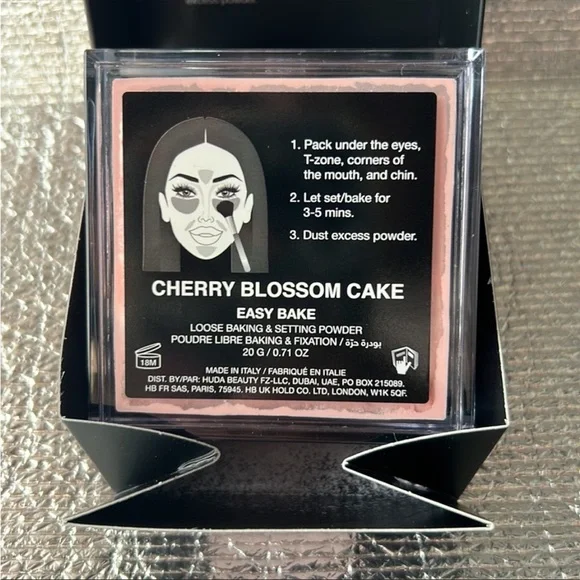 1. Pack under the eyes,
T-zone, corners of
the mouth, and chin.
2. Let set/bake for
3-5 mins.
3. Dust excess powder.
CHERRY BLOSSOM CAKE
EASY BAKE
LOOSE BAKING & SETTING POWDER
POUDRE LIBRE BAKING & FIXATION / بودرة حرّة
20 G / 0.71 OZ
18M
MADE IN ITALY / FABRIQUÉ EN ITALIE
DIST. BY/PAR: HUDA BEAUTY FZ-LLC, DUBAI, UAE, PO BOX 215089.
HB FR SAS, PARIS, 75945. HB UK HOLD CO. LTD, LONDON, W1K 5QF.